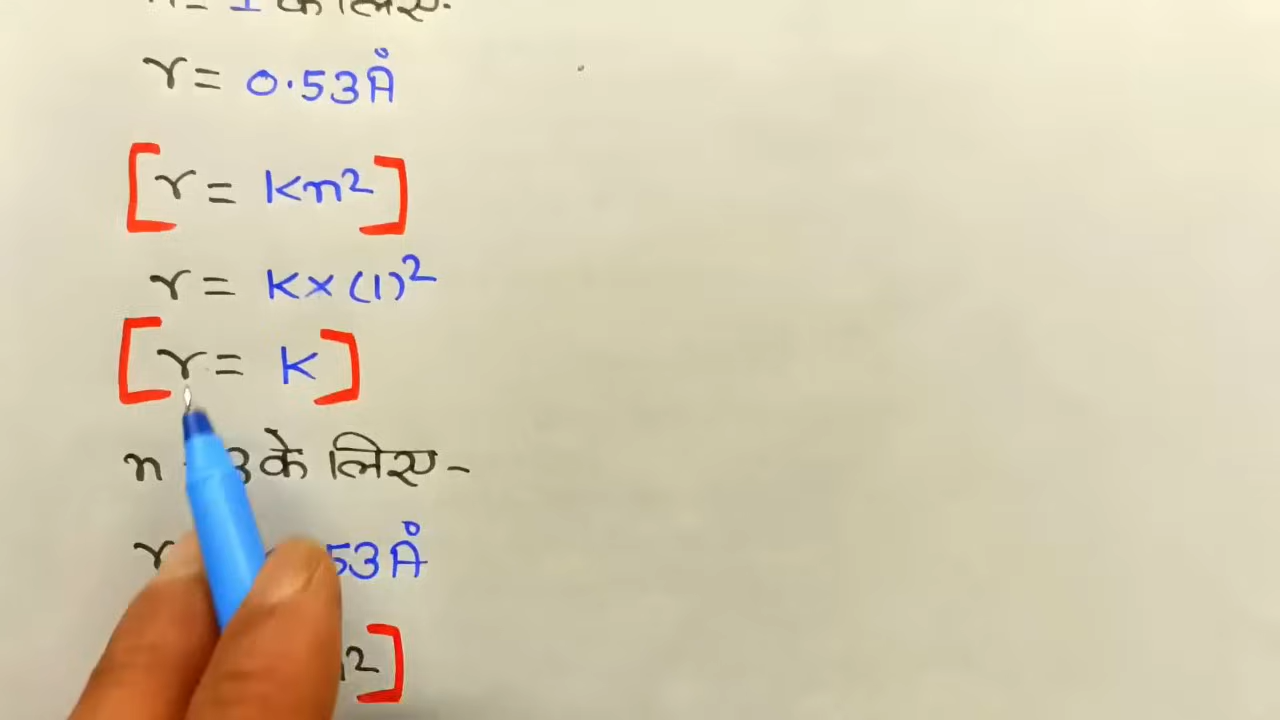 के लिए-
r = 0.53Å
[r = Kn²]
r = K×(1)²
[r = K]
n 3 के लिए -
r 53Å
²]